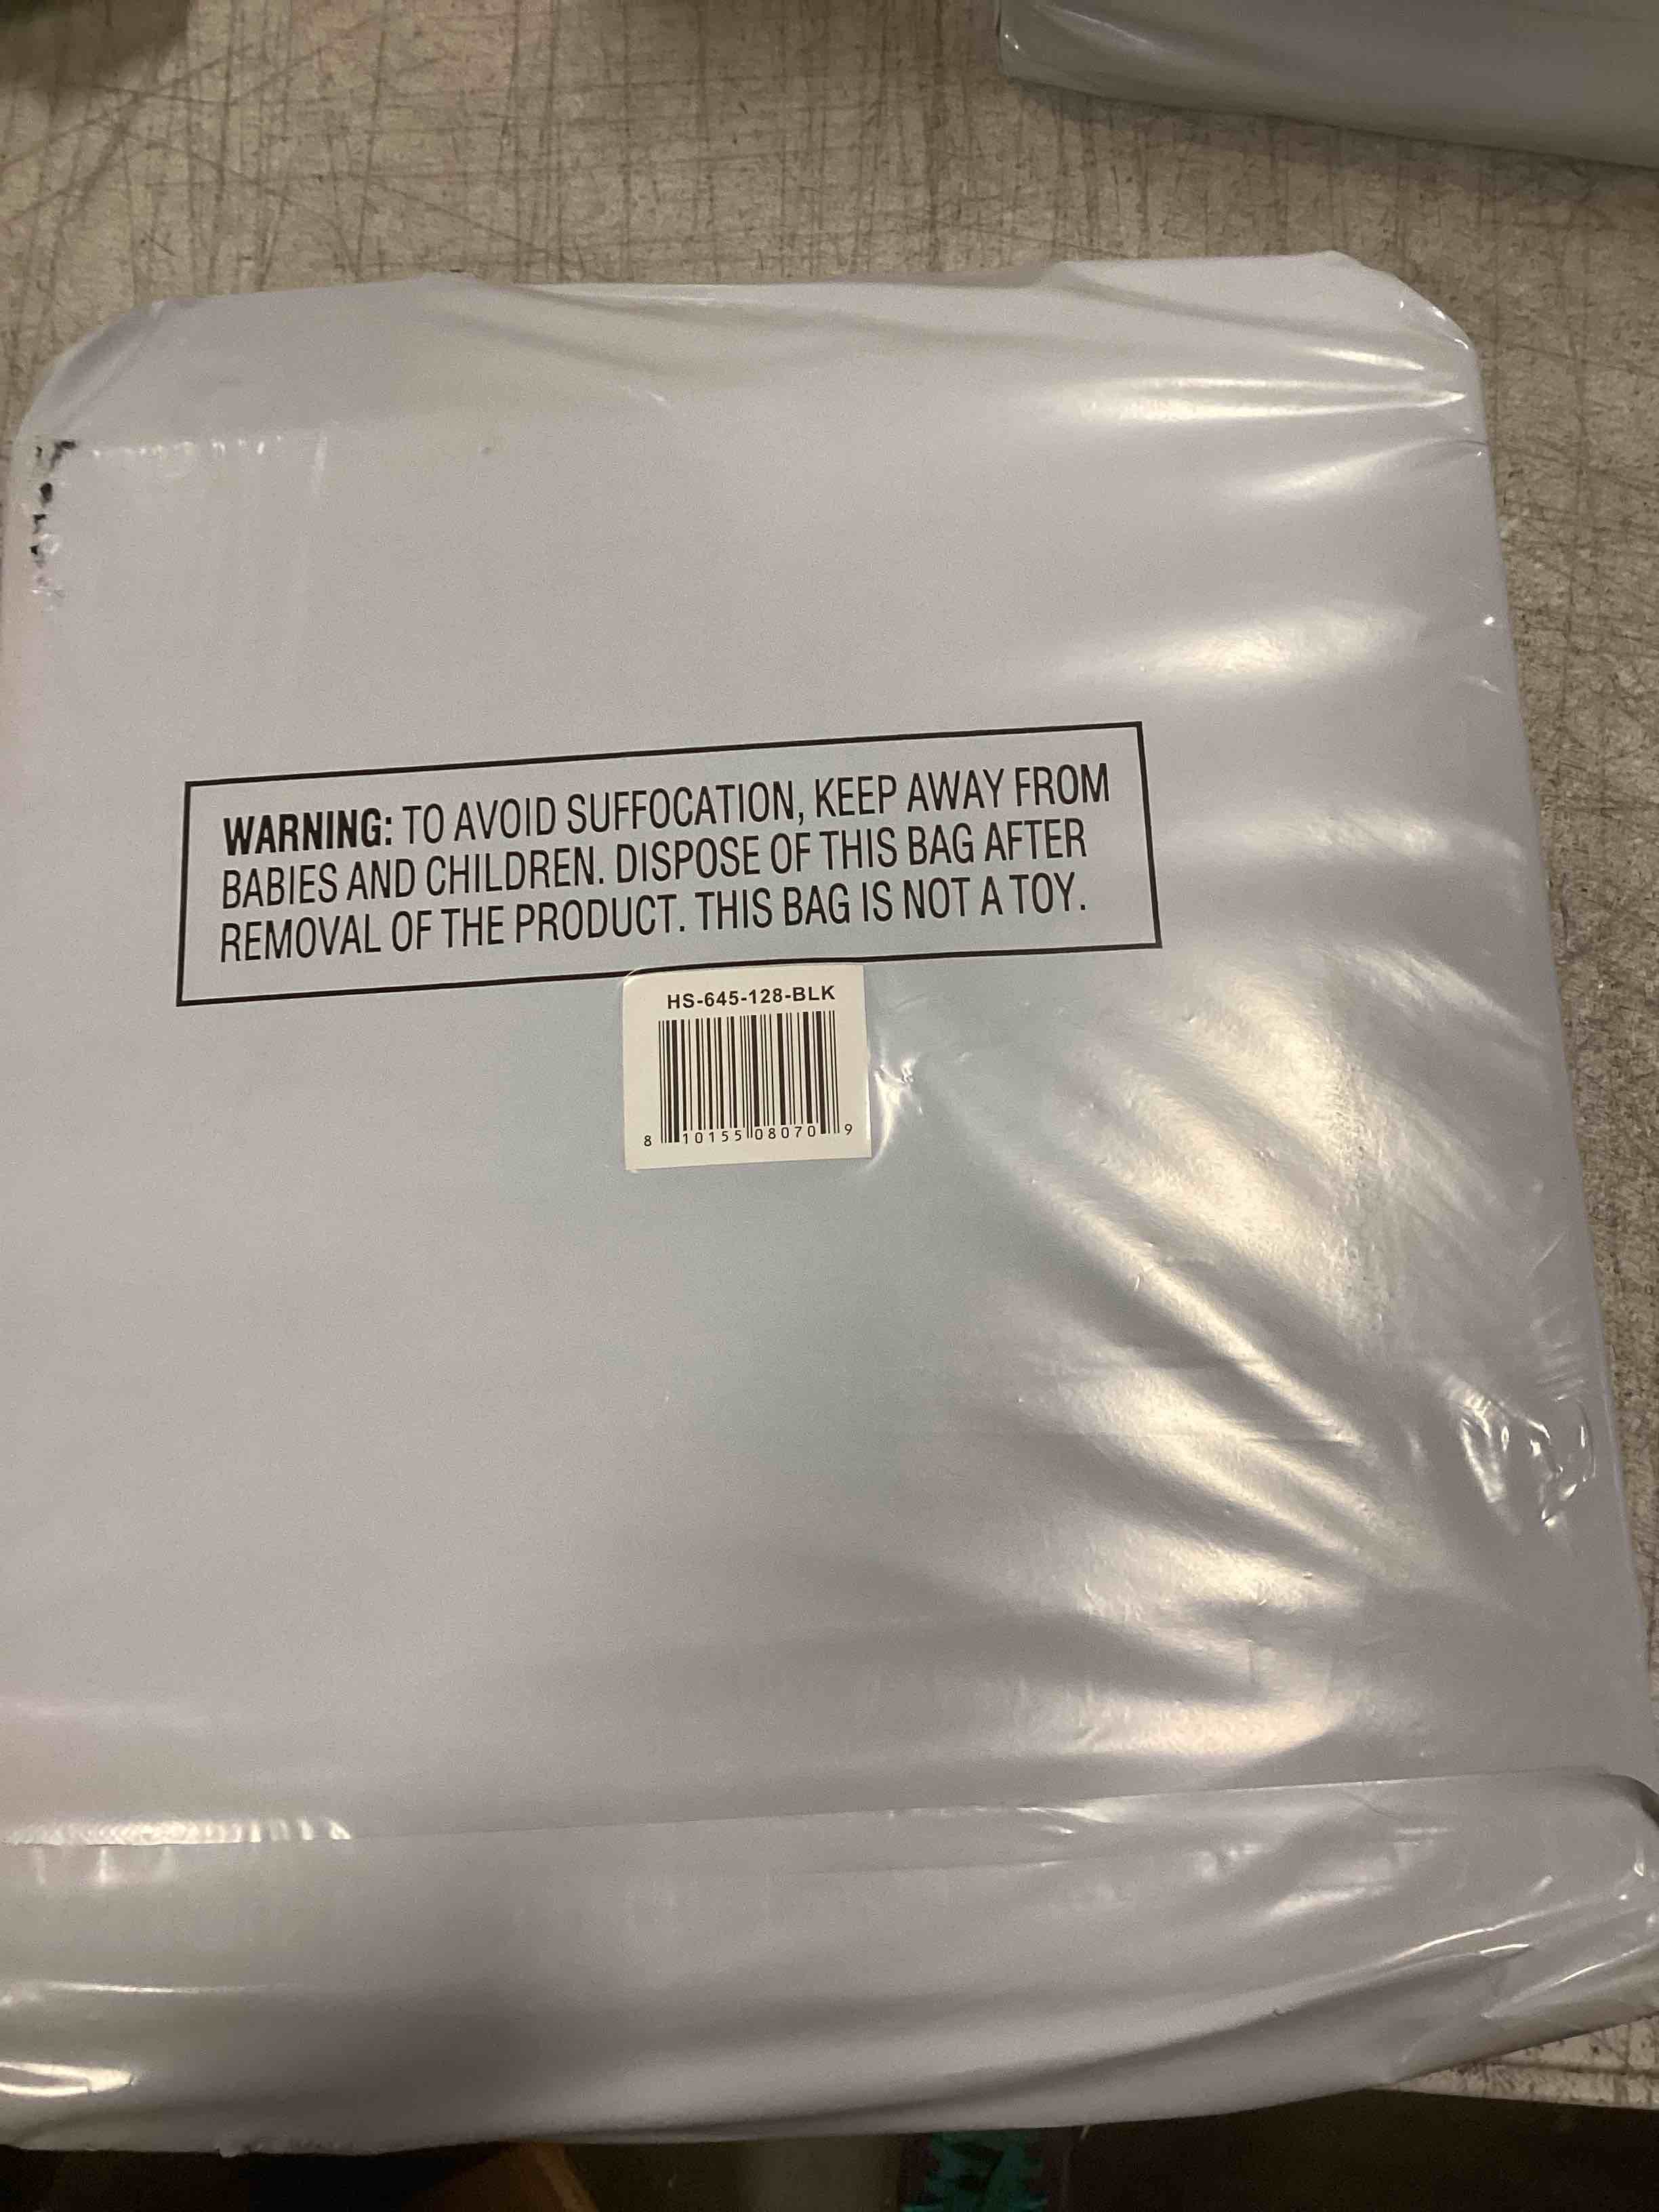 WARNING: TO AVOID SUFFOCATION, KEEP AWAY FROM
BABIES AND CHILDREN. DISPOSE OF THIS BAG AFTER
REMOVAL OF THE PRODUCT. THIS BAG IS NOT A TOY.
HS-645-128-BLK
8 10155 08070 9